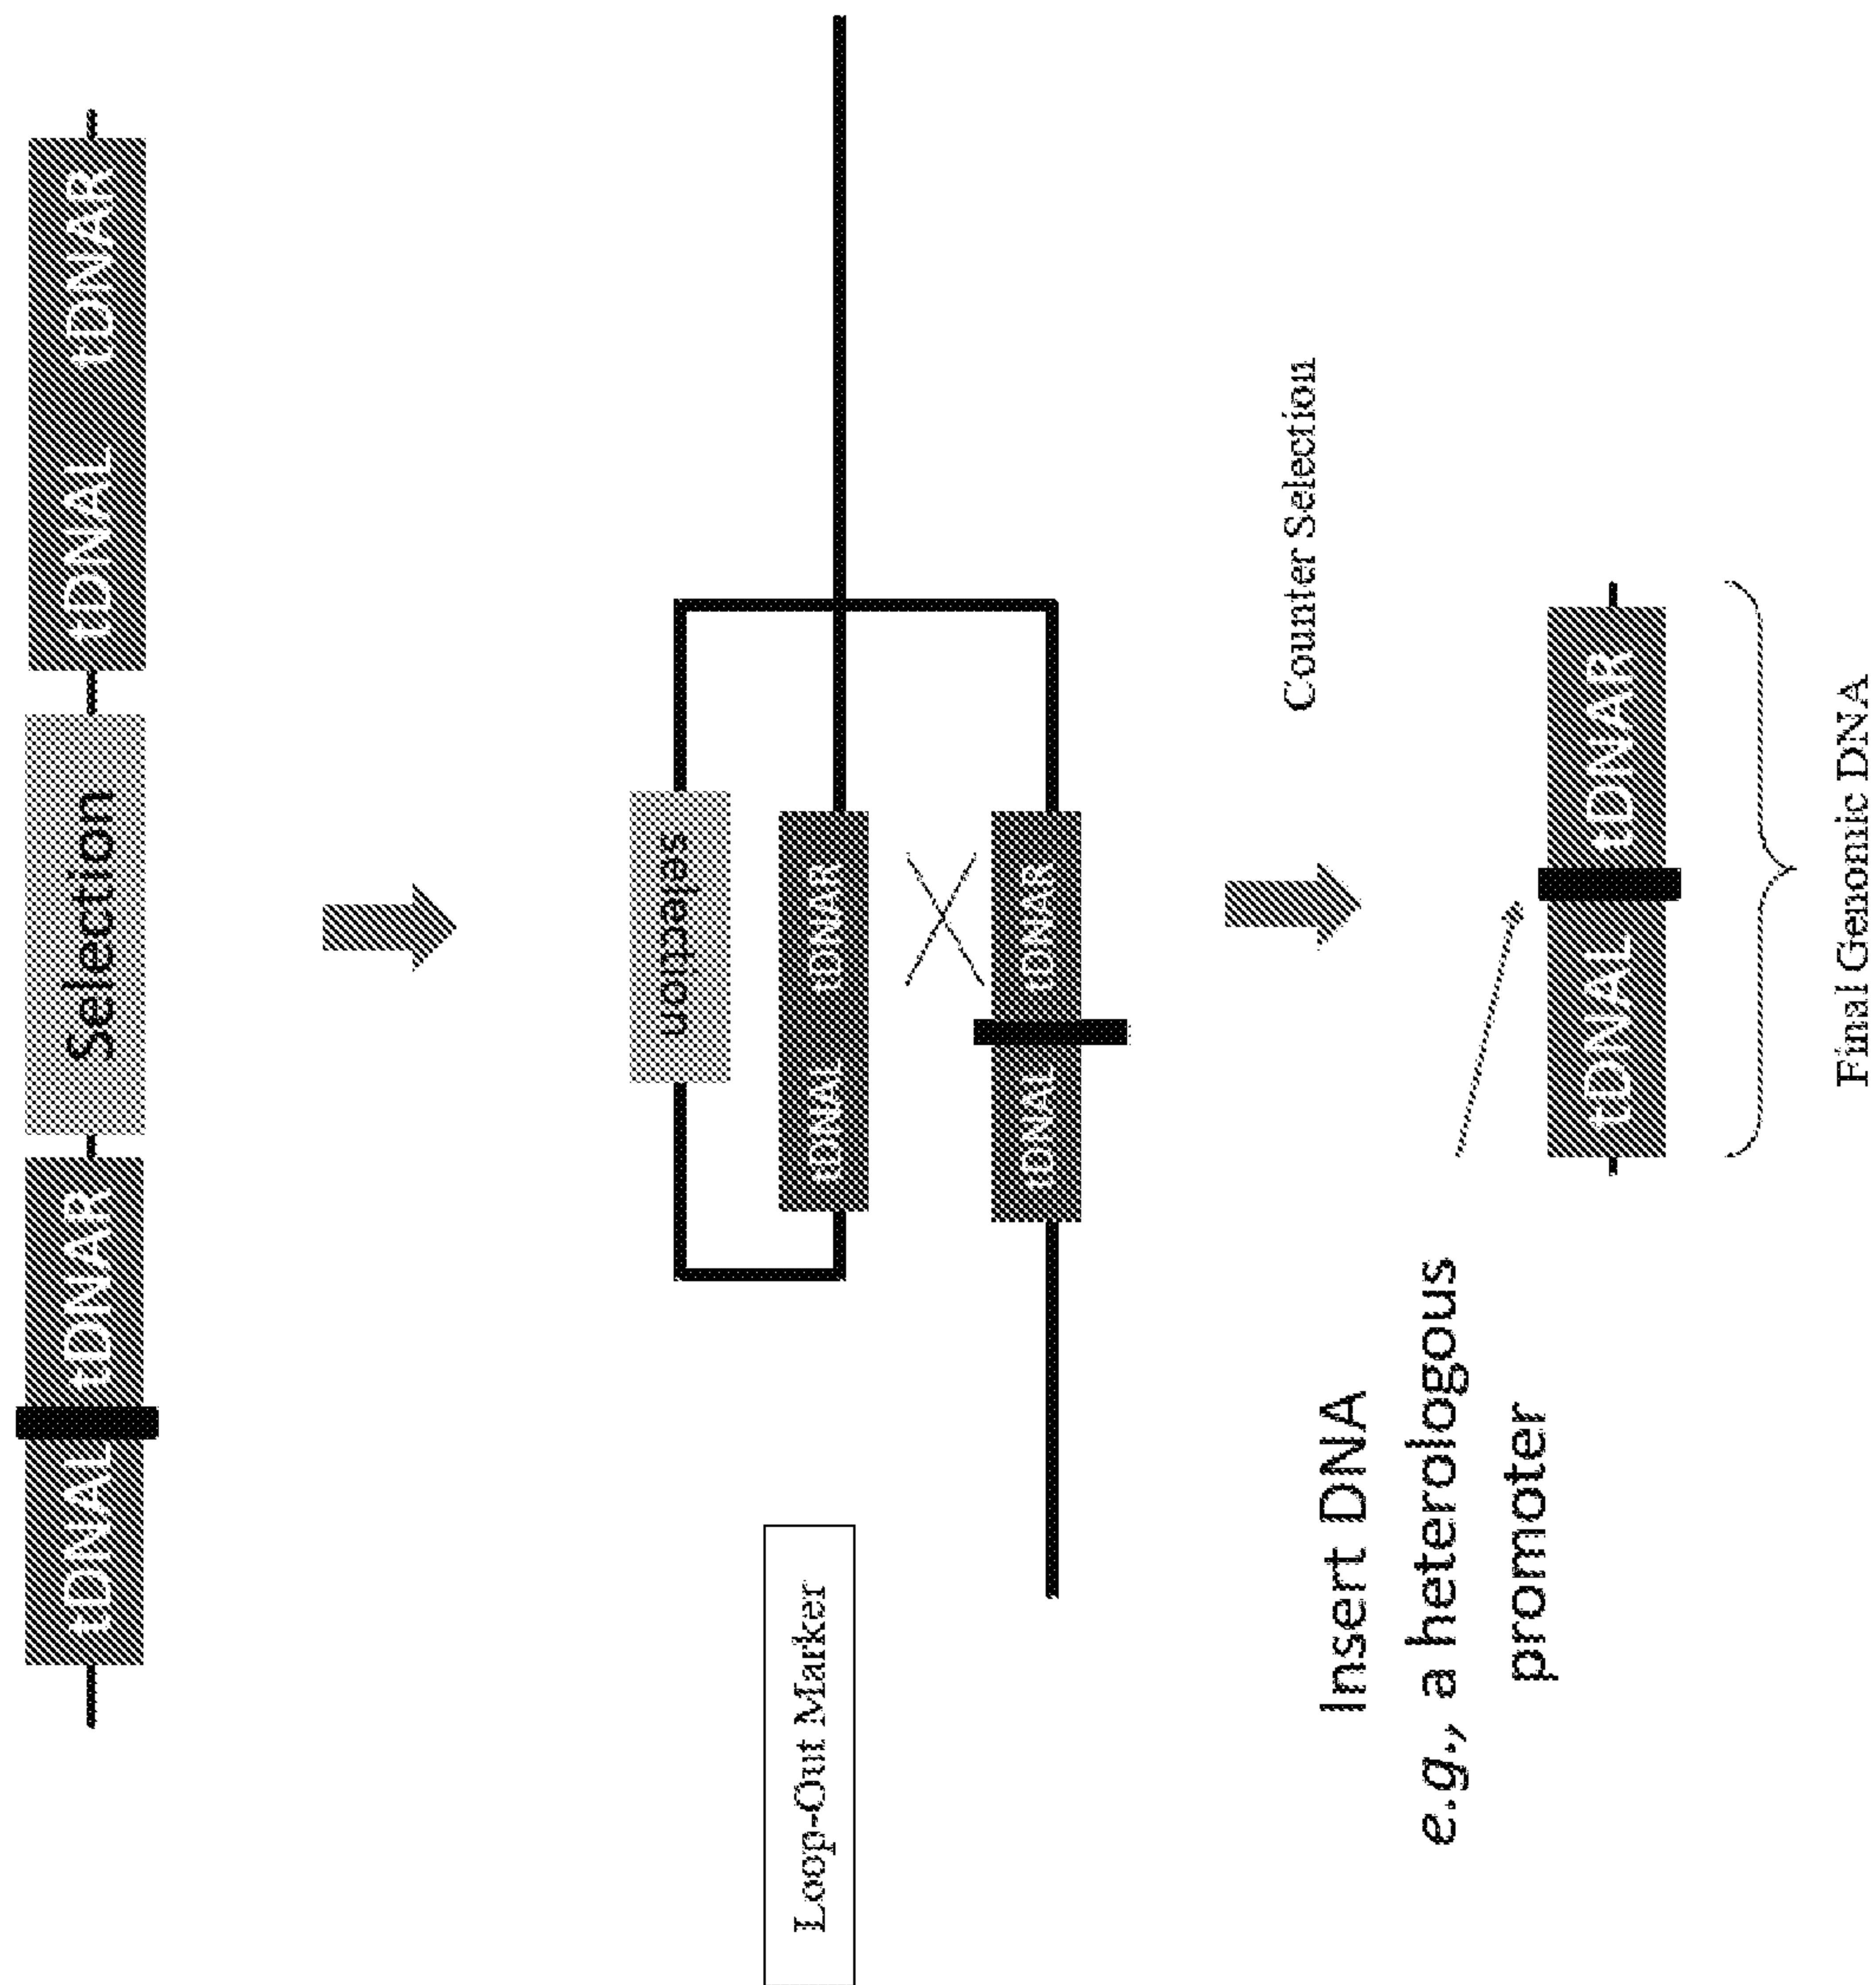 tDNAL tDNAR
Selection
tDNAL tDNAR
Loop-Out Marker
selection
tDNAL tDNAR
tDNAL tDNAR
Counter Selection
Insert DNA
e.g., a heterologous
promoter
tDNAL tDNAR
Final Genomic DNA